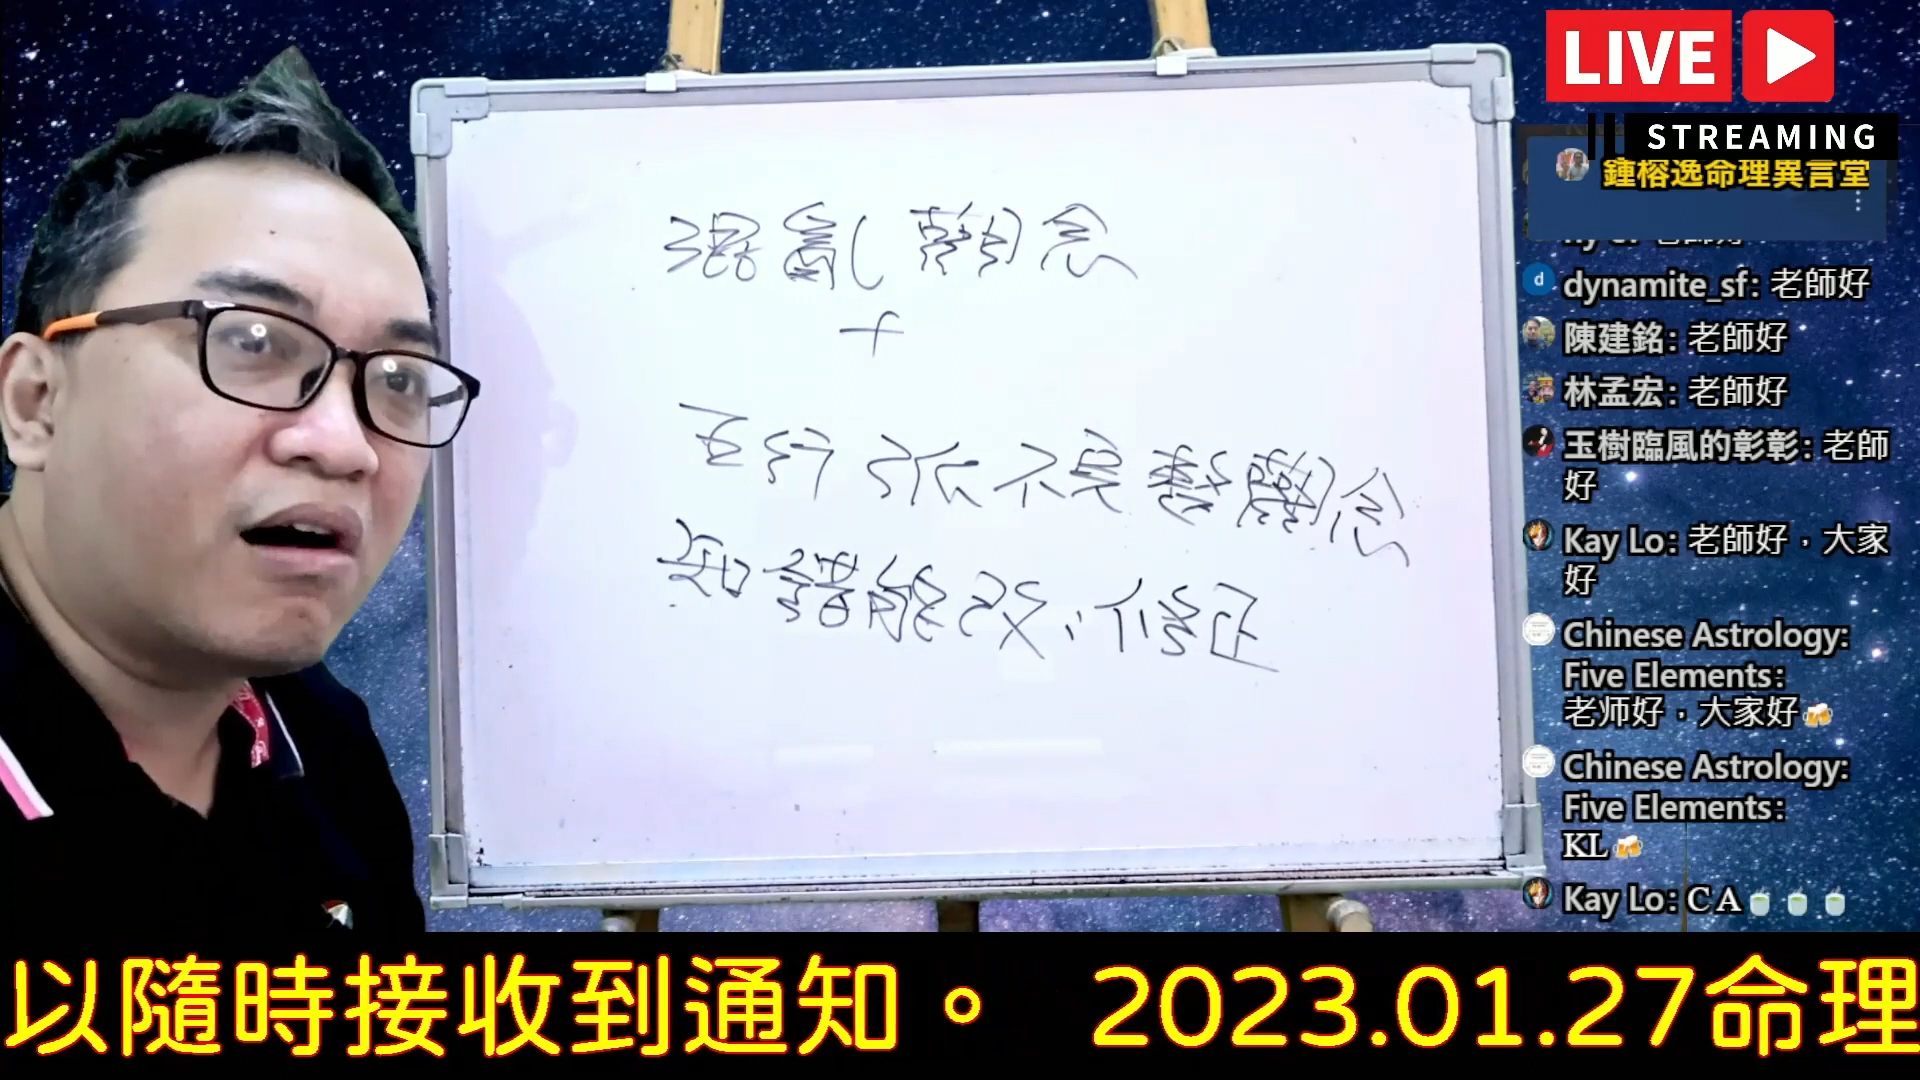 LIVE
STREAMING
鍾榕逸命理異言堂
混亂觀念
+
五行派不完整觀念
知錯能改,修正
d dynamite_sf: 老師好
陳建銘: 老師好
林孟宏: 老師好
玉樹臨風的彰彰: 老師
好
Kay Lo: 老師好,大家
好
Chinese Astrology:
Five Elements:
老师好,大家好🍻
Chinese Astrology:
Five Elements:
KL🍻
Kay Lo: C A🍵 🍵 🍵
以隨時接收到通知。 2023.01.27命理